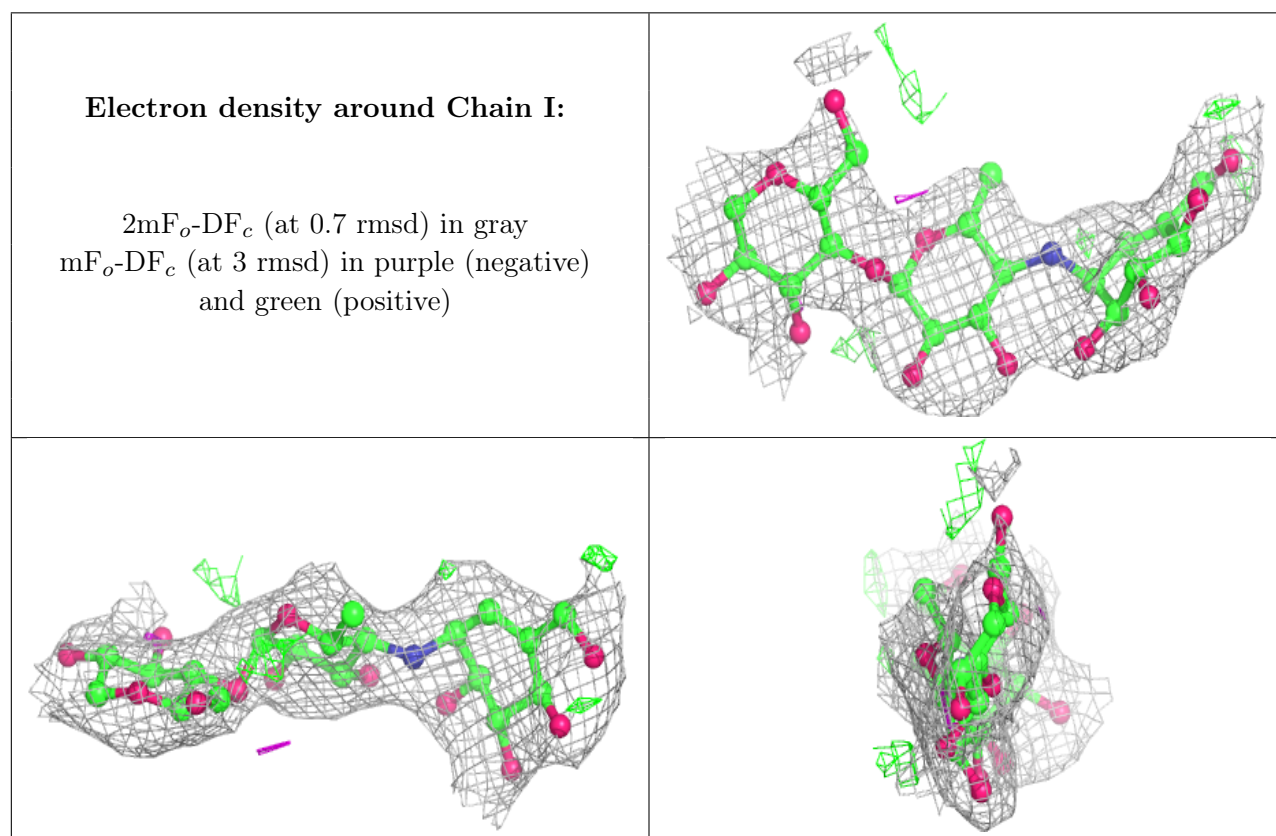 Electron density around Chain I:
2mFₒ-DF𝒸 (at 0.7 rmsd) in gray
mFₒ-DF𝒸 (at 3 rmsd) in purple (negative)
and green (positive)